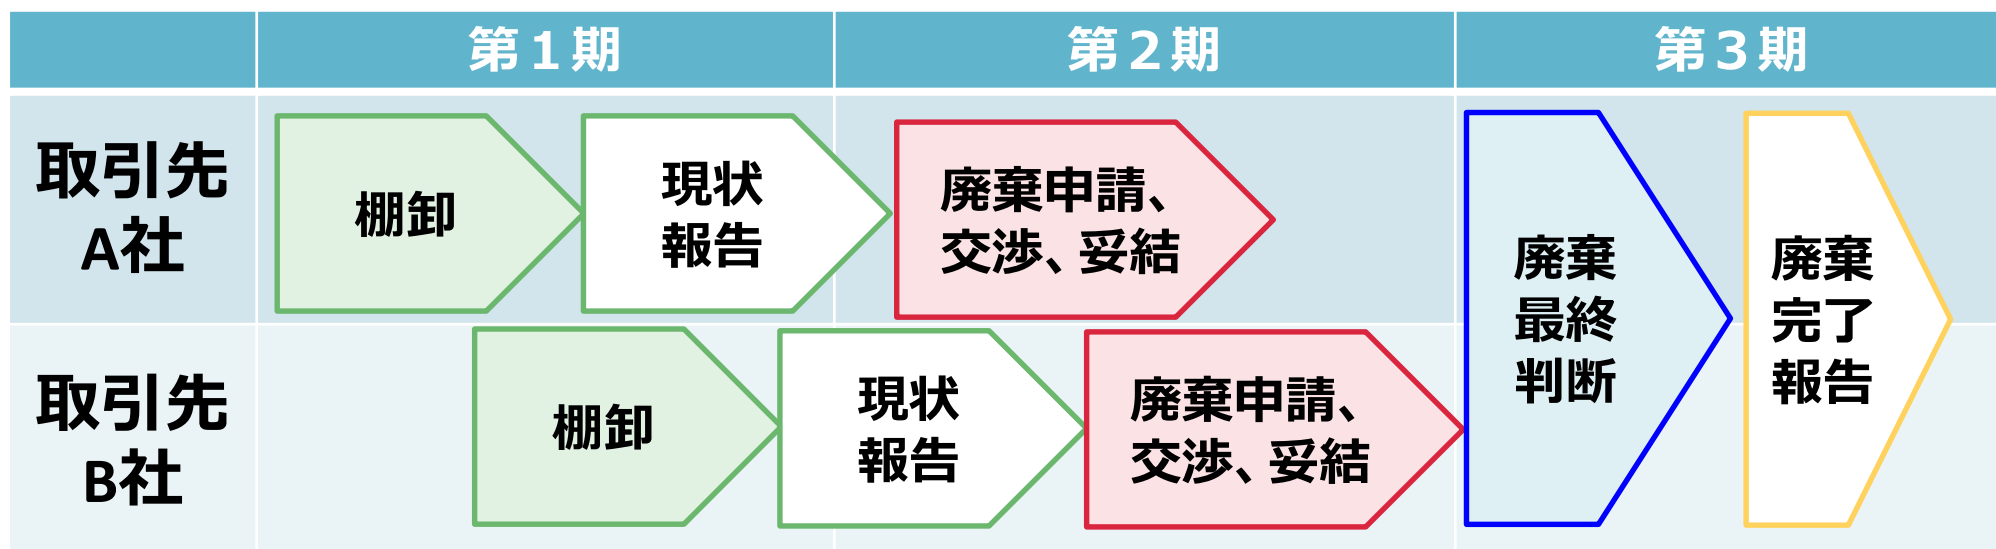 第１期
第２期
第３期
取引先
A社
棚卸
現状
報告
廃棄申請、
交渉、妥結
取引先
B社
棚卸
現状
報告
廃棄申請、
交渉、妥結
廃棄
最終
判断
廃棄
完了
報告